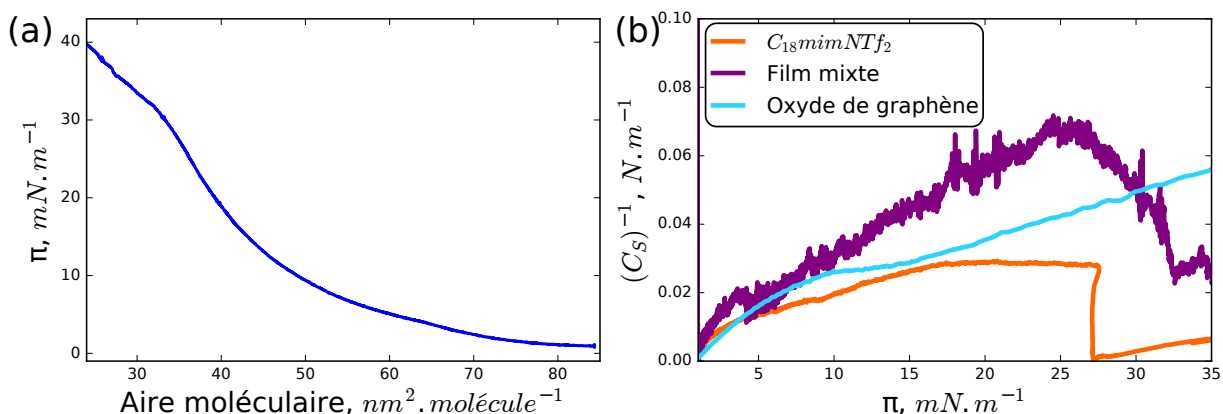 (a)
π, mN.m⁻¹
40
30
20
10
0
30 40 50 60 70 80
Aire moléculaire, nm².molécule⁻¹
(b)
(C_S)⁻¹, N.m⁻¹
0.10
0.08
0.06
0.04
0.02
0.00
C₁₈mimNTf₂
Film mixte
Oxyde de graphène
5 10 15 20 25 30 35
π, mN.m⁻¹